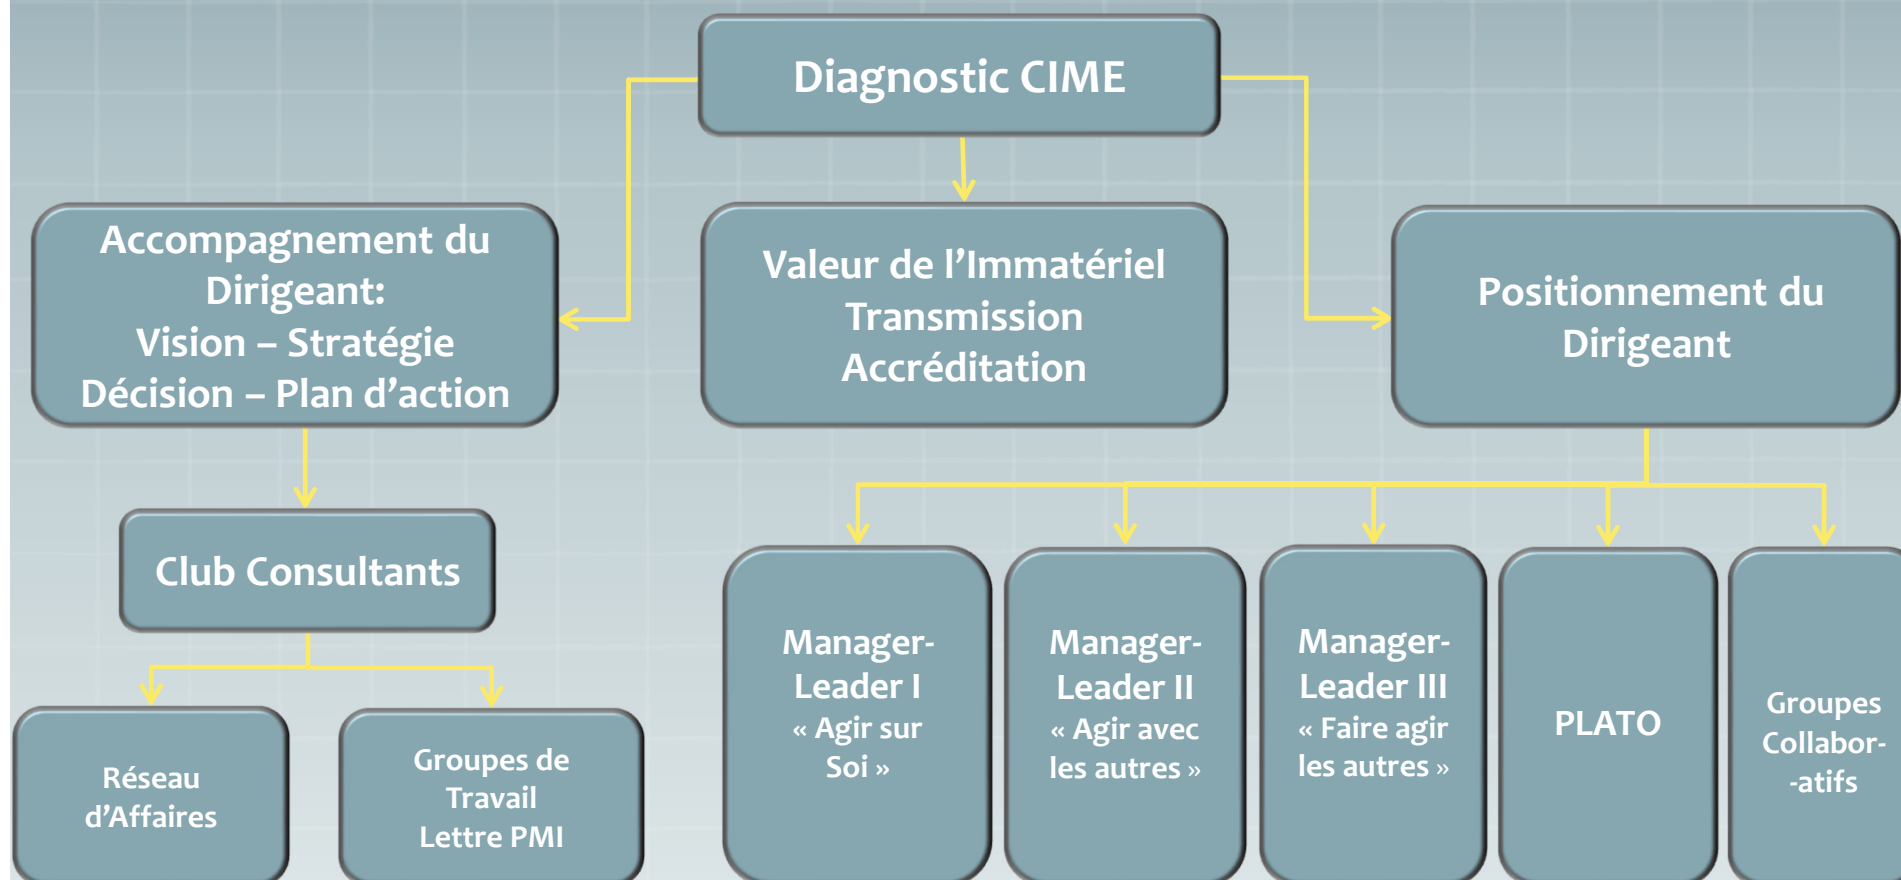 Diagnostic CIME
Accompagnement du
Dirigeant:
Vision – Stratégie
Décision – Plan d’action
Valeur de l’Immatériel
Transmission
Accréditation
Positionnement du
Dirigeant
Club Consultants
Réseau
d’Affaires
Groupes de
Travail
Lettre PMI
Manager-
Leader I
« Agir sur
Soi »
Manager-
Leader II
« Agir avec
les autres »
Manager-
Leader III
« Faire agir
les autres »
PLATO
Groupes
Collabor-
-atifs